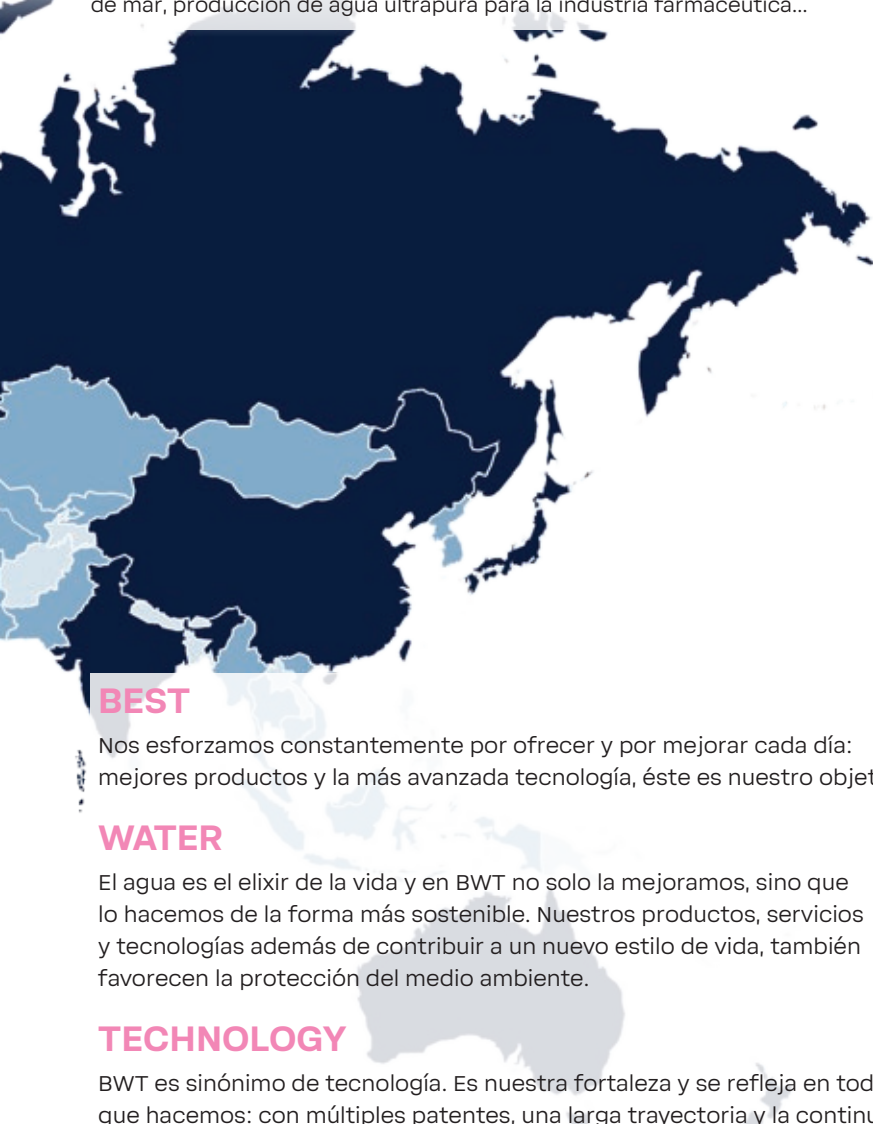 de mar, producción de agua ultrapura para la industria farmacéutica...
BEST
Nos esforzamos constantemente por ofrecer y por mejorar cada día:
mejores productos y la más avanzada tecnología, éste es nuestro objet
WATER
El agua es el elixir de la vida y en BWT no solo la mejoramos, sino que
lo hacemos de la forma más sostenible. Nuestros productos, servicios
y tecnologías además de contribuir a un nuevo estilo de vida, también
favorecen la protección del medio ambiente.
TECHNOLOGY
BWT es sinónimo de tecnología. Es nuestra fortaleza y se refleja en tod
que hacemos: con múltiples patentes, una larga trayectoria y la continu